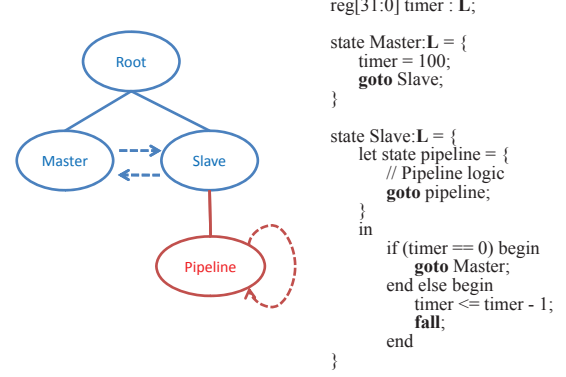 Root
Master
Slave
Pipeline
reg[31:0] timer : L;
state Master:L = {
timer = 100;
goto Slave;
}
state Slave:L = {
let state pipeline = {
// Pipeline logic
goto pipeline;
}
in
if (timer == 0) begin
goto Master;
end else begin
timer <= timer - 1;
fall;
end
}